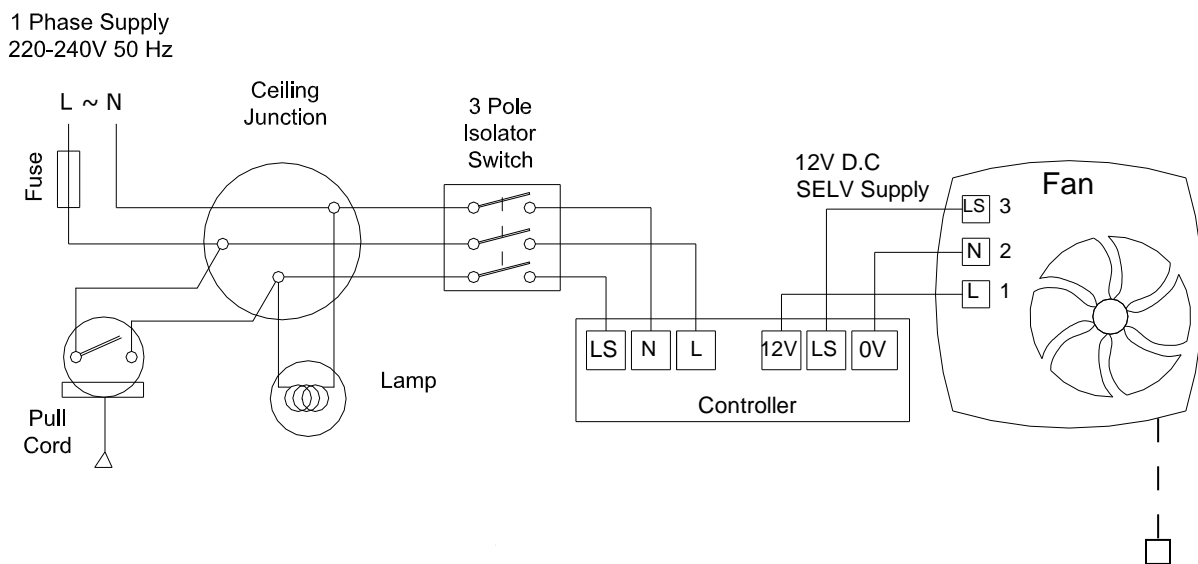 1 Phase Supply
220-240V 50 Hz
L ~ N
Fuse
Ceiling
Junction
3 Pole
Isolator
Switch
12V D.C
SELV Supply
Fan
LS 3
N 2
L 1
LS N L 12V LS 0V
Controller
Lamp
Pull
Cord